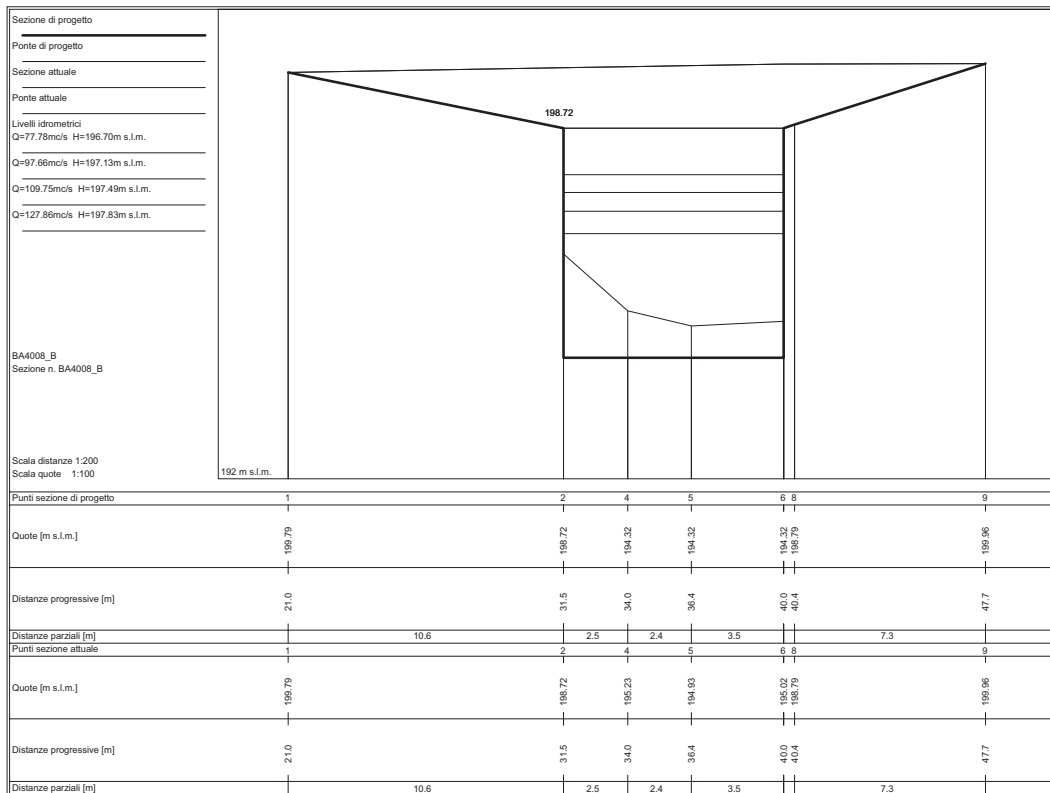 Sezione di progetto
Ponte di progetto
Sezione attuale
Ponte attuale
Livelli idrometrici
Q=77.78mc/s H=196.70m s.l.m.
Q=97.66mc/s H=197.13m s.l.m.
Q=109.75mc/s H=197.49m s.l.m.
Q=127.86mc/s H=197.83m s.l.m.
198.72
BA4008_B
Sezione n. BA4008_B
Scala distanze 1:200
Scala quote 1:100
192 m s.l.m.
Punti sezione di progetto 1 2 4 5 6 8 9
Quote [m s.l.m.] 199.79 198.72 194.32 194.32 194.32 198.79 199.96
Distanze progressive [m] 21.0 31.5 34.0 36.4 40.0 40.4 47.7
Distanze parziali [m] 10.6 2.5 2.4 3.5 7.3
Punti sezione attuale 1 2 4 5 6 8 9
Quote [m s.l.m.] 199.79 198.72 195.23 194.93 195.02 198.79 199.96
Distanze progressive [m] 21.0 31.5 34.0 36.4 40.0 40.4 47.7
Distanze parziali [m] 10.6 2.5 2.4 3.5 7.3